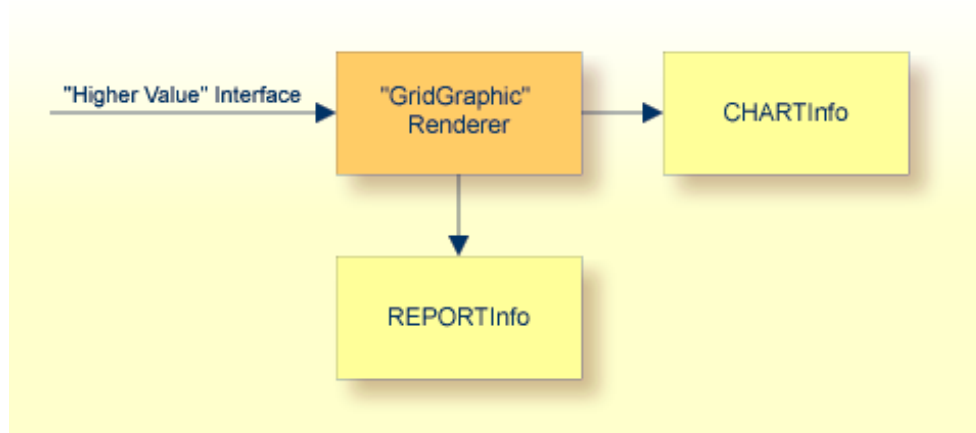 "Higher Value" Interface
"GridGraphic"
Renderer
CHARTInfo
REPORTInfo